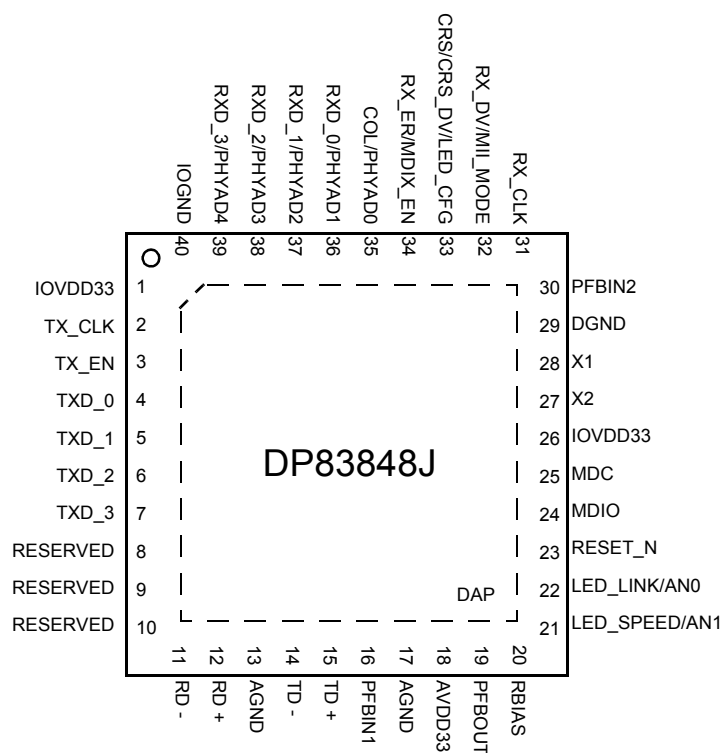 IOGND
RXD_3/PHYAD4
RXD_2/PHYAD3
RXD_1/PHYAD2
RXD_0/PHYAD1
COL/PHYAD0
RX_ER/MDIX_EN
CRS/CRS_DV/LED_CFG
RX_DV/MII_MODE
RX_CLK
40
39
38
37
36
35
34
33
32
31
IOVDD33 1
TX_CLK 2
TX_EN 3
TXD_0 4
TXD_1 5
TXD_2 6
TXD_3 7
RESERVED 8
RESERVED 9
RESERVED 10
DP83848J
DAP
30 PFBIN2
29 DGND
28 X1
27 X2
26 IOVDD33
25 MDC
24 MDIO
23 RESET_N
22 LED_LINK/AN0
21 LED_SPEED/AN1
11
12
13
14
15
16
17
18
19
20
RD -
RD +
AGND
TD -
TD +
PFBIN1
AGND
AVDD33
PFBOUT
RBIAS